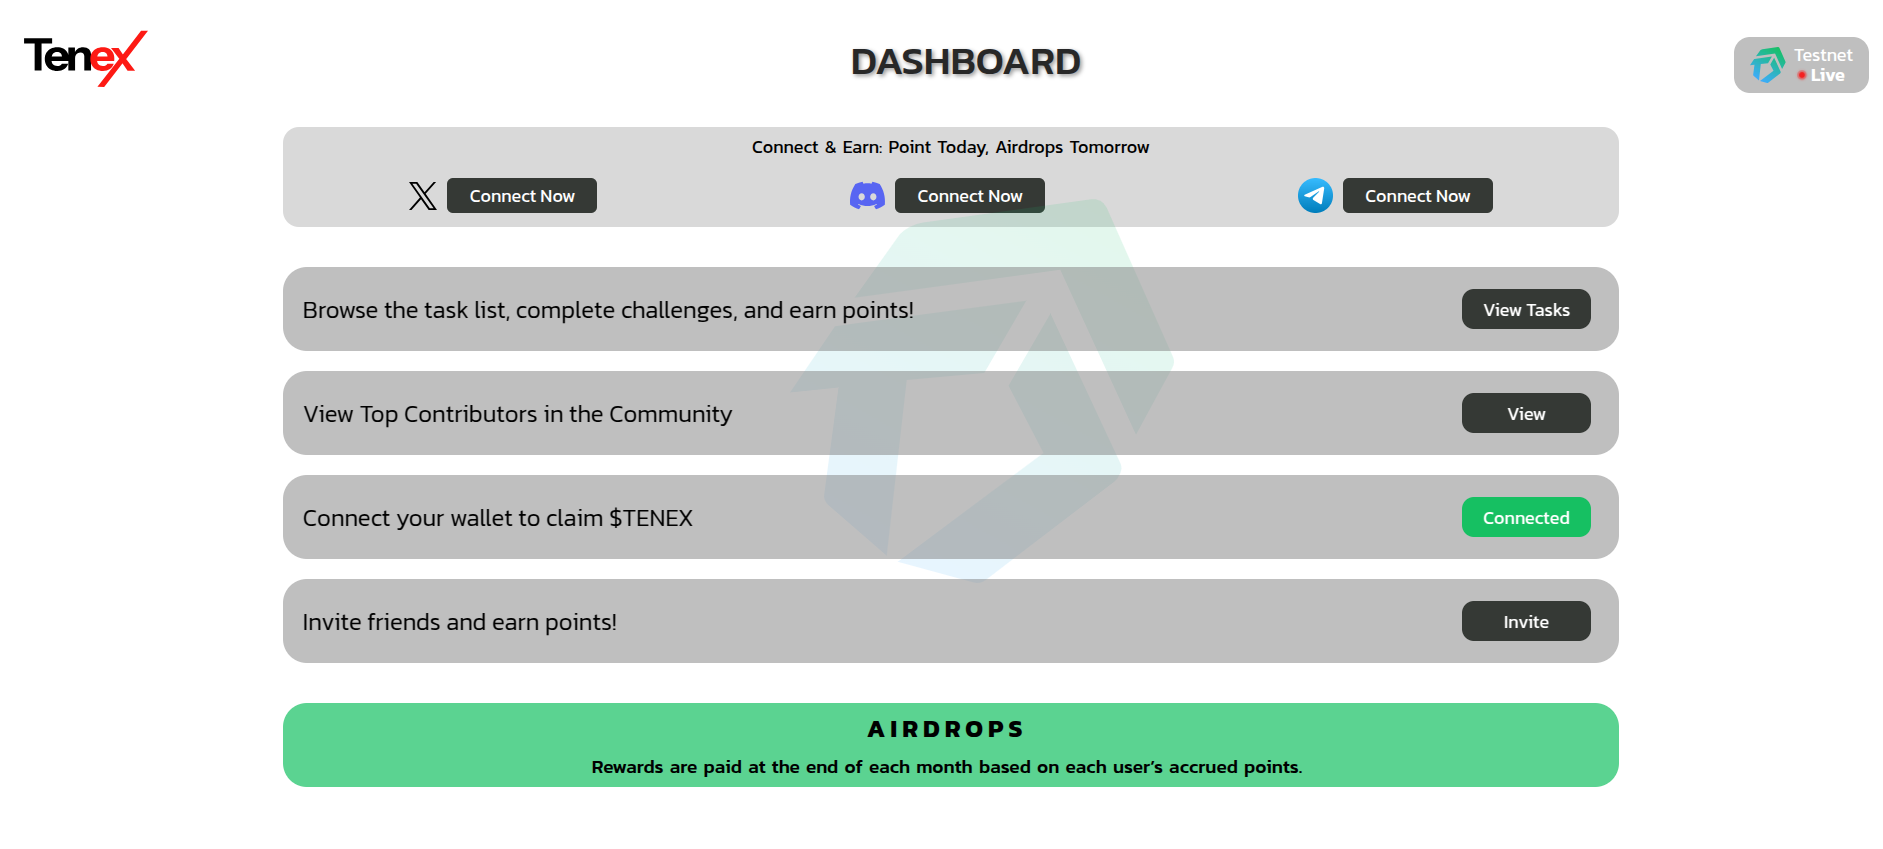 Tenex
DASHBOARD
Testnet
Live
Connect & Earn: Point Today, Airdrops Tomorrow
Connect Now
Connect Now
Connect Now
Browse the task list, complete challenges, and earn points!
View Tasks
View Top Contributors in the Community
View
Connect your wallet to claim $TENEX
Connected
Invite friends and earn points!
Invite
AIRDROPS
Rewards are paid at the end of each month based on each user’s accrued points.